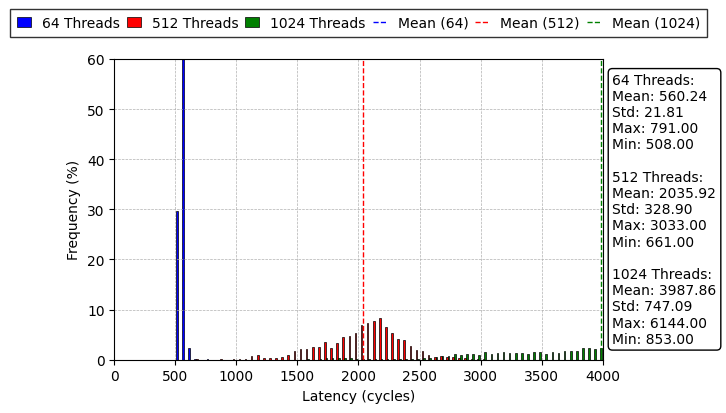 64 Threads 512 Threads 1024 Threads Mean (64) Mean (512) Mean (1024)
60
50
40
30
20
10
0
Frequency (%)
0 500 1000 1500 2000 2500 3000 3500 4000
Latency (cycles)
64 Threads:
Mean: 560.24
Std: 21.81
Max: 791.00
Min: 508.00
512 Threads:
Mean: 2035.92
Std: 328.90
Max: 3033.00
Min: 661.00
1024 Threads:
Mean: 3987.86
Std: 747.09
Max: 6144.00
Min: 853.00